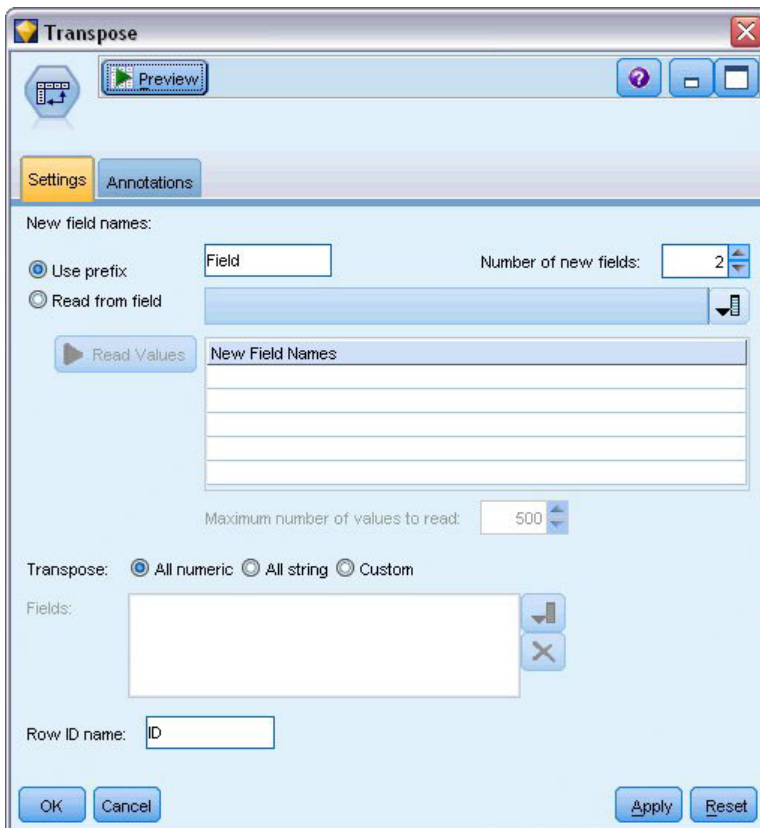 Transpose
Preview
?
Settings Annotations
New field names:
Use prefix Field Number of new fields: 2
Read from field
Read Values New Field Names
Maximum number of values to read: 500
Transpose: All numeric All string Custom
Fields:
Row ID name: ID
OK Cancel Apply Reset